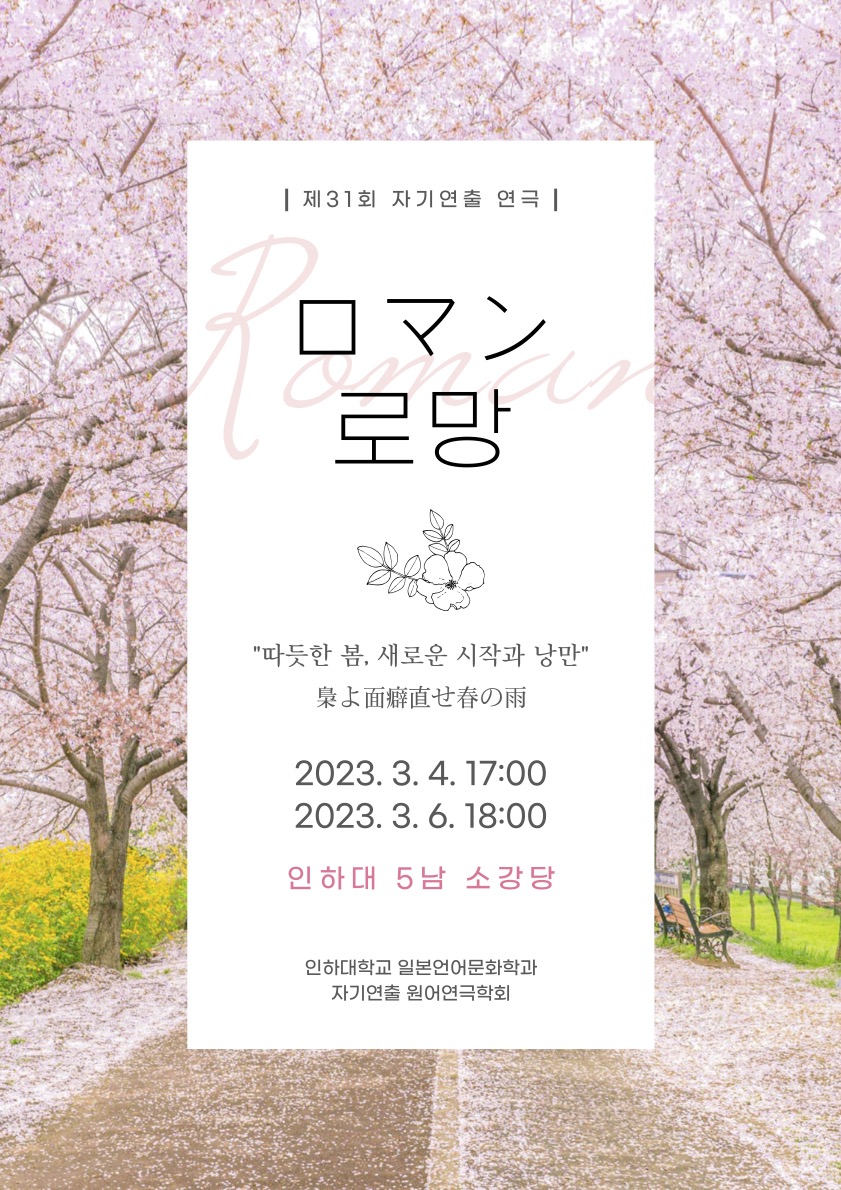 | 제31회 자기연출 연극 |
Roman
ロマン
로망
"따듯한 봄, 새로운 시작과 낭만"
梟よ面癖直せ春の雨
2023. 3. 4. 17:00
2023. 3. 6. 18:00
인하대 5남 소강당
인하대학교 일본언어문화학과
자기연출 원어연극학회